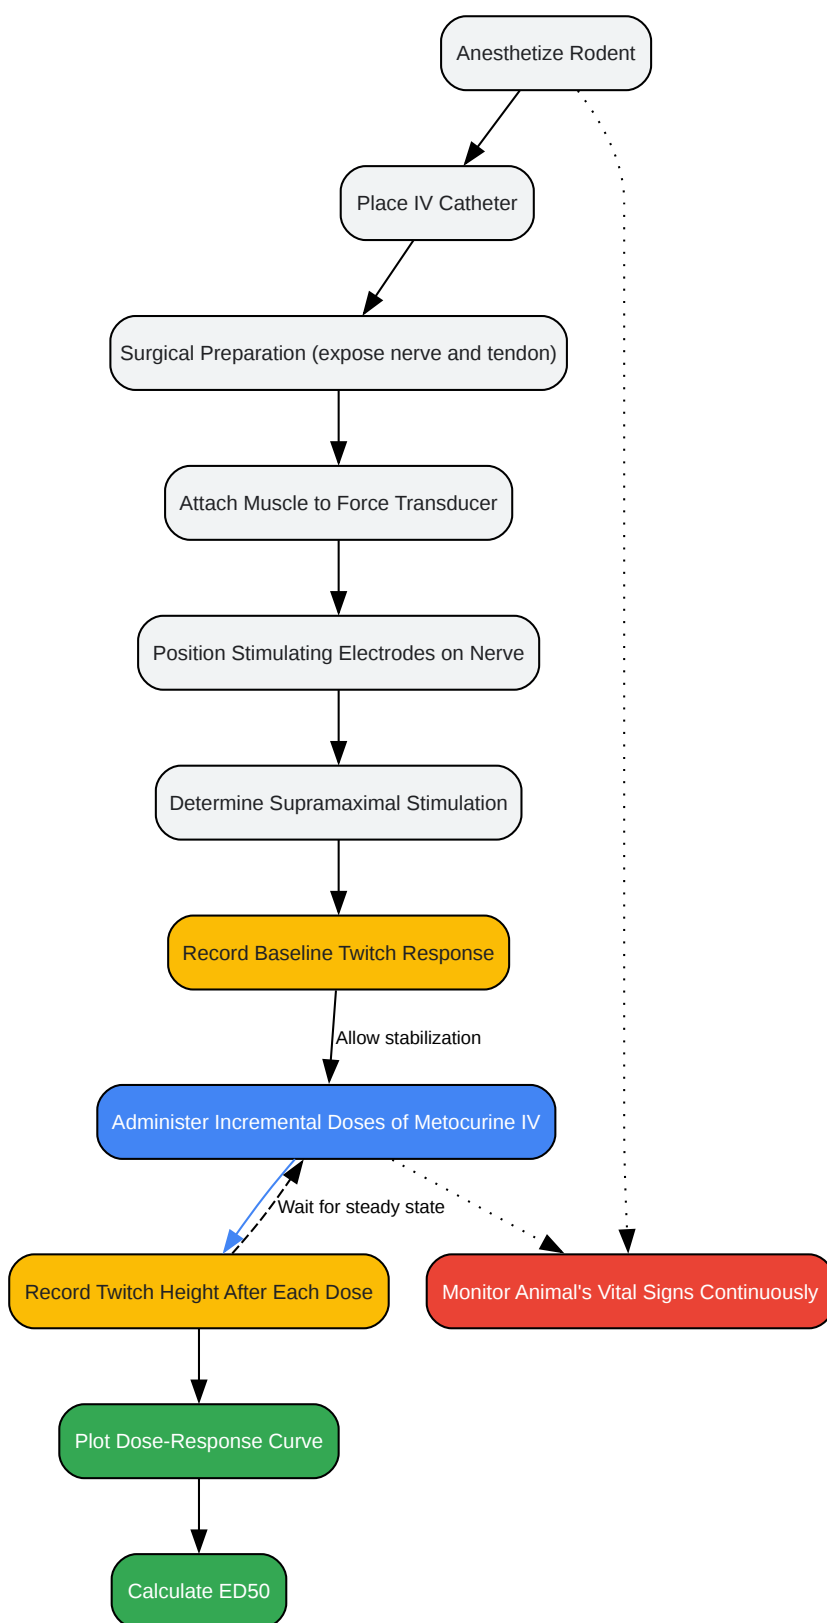 Anesthetize Rodent
Place IV Catheter
Surgical Preparation (expose nerve and tendon)
Attach Muscle to Force Transducer
Position Stimulating Electrodes on Nerve
Determine Supramaximal Stimulation
Record Baseline Twitch Response
Allow stabilization
Administer Incremental Doses of Metocurine IV
Wait for steady state
Record Twitch Height After Each Dose
Monitor Animal's Vital Signs Continuously
Plot Dose-Response Curve
Calculate ED50